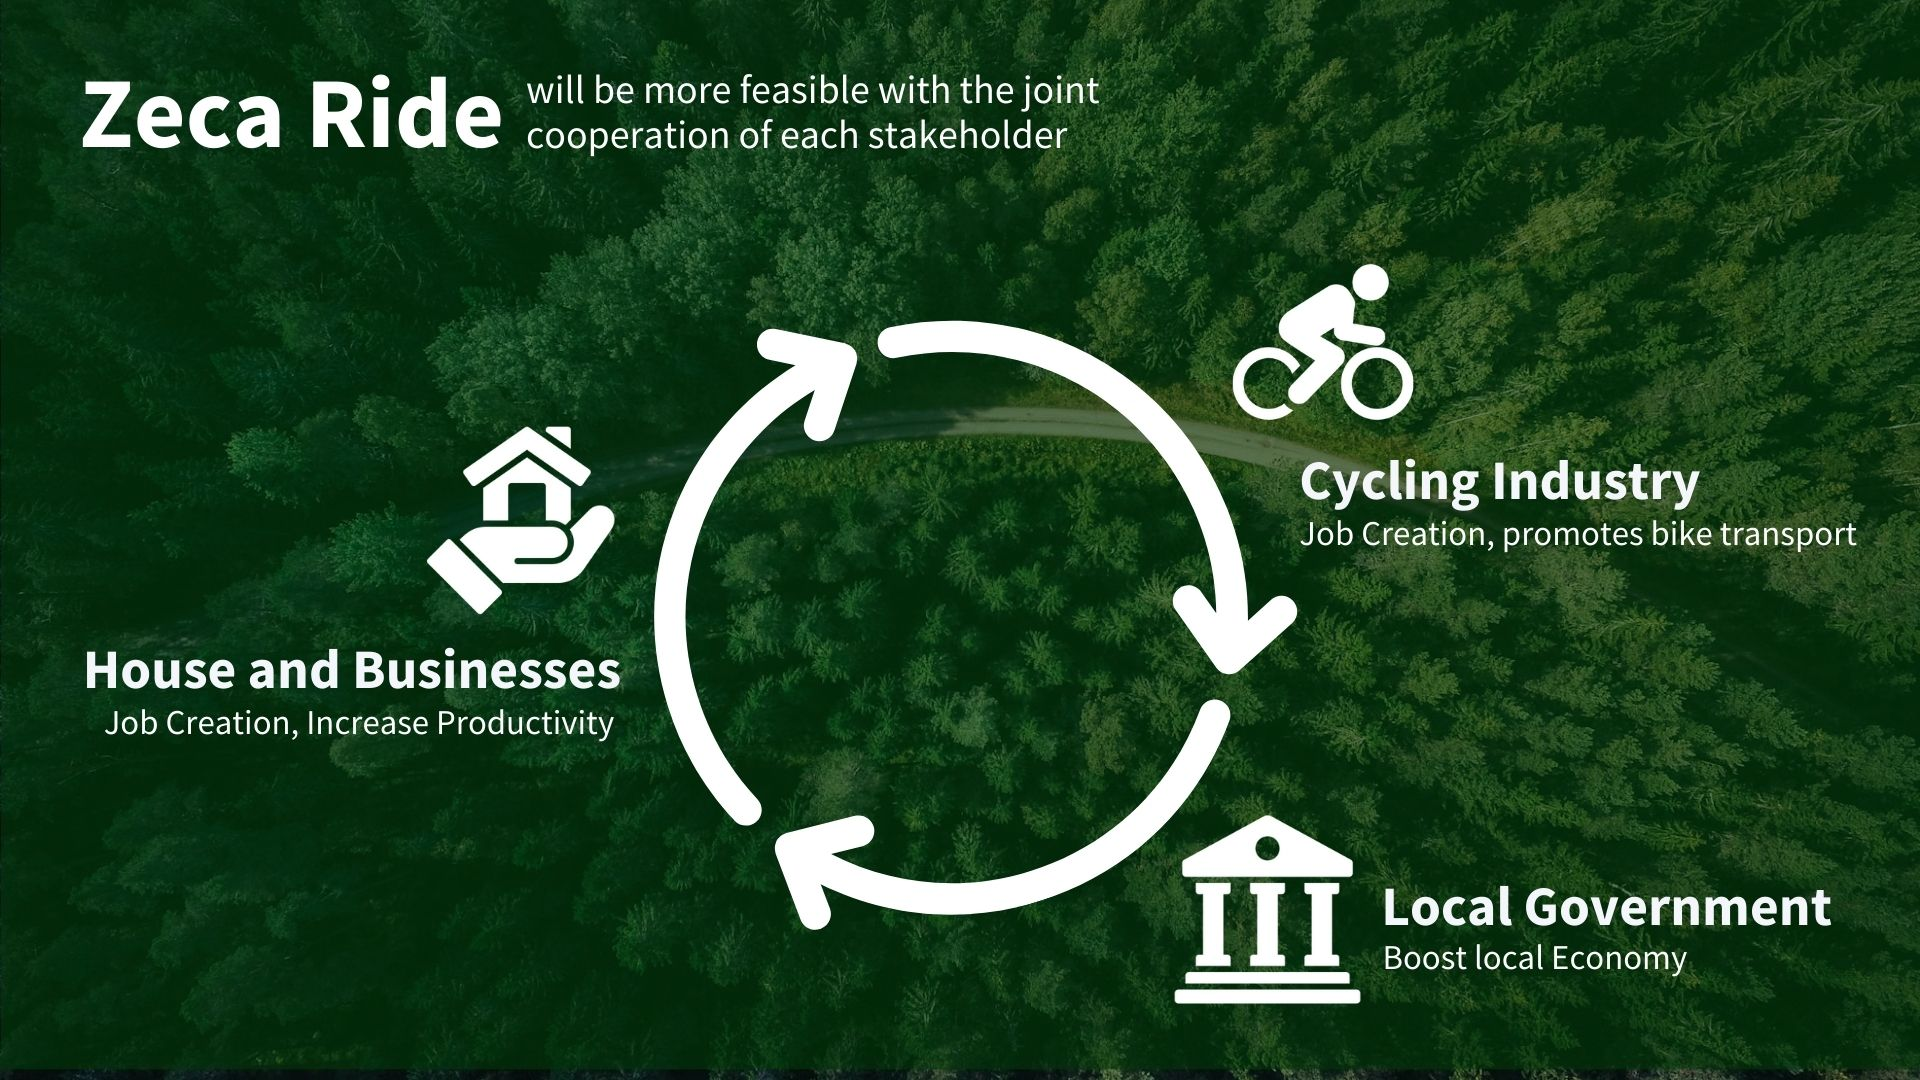 Zeca Ride
will be more feasible with the joint
cooperation of each stakeholder
Cycling Industry
Job Creation, promotes bike transport
House and Businesses
Job Creation, Increase Productivity
Local Government
Boost local Economy